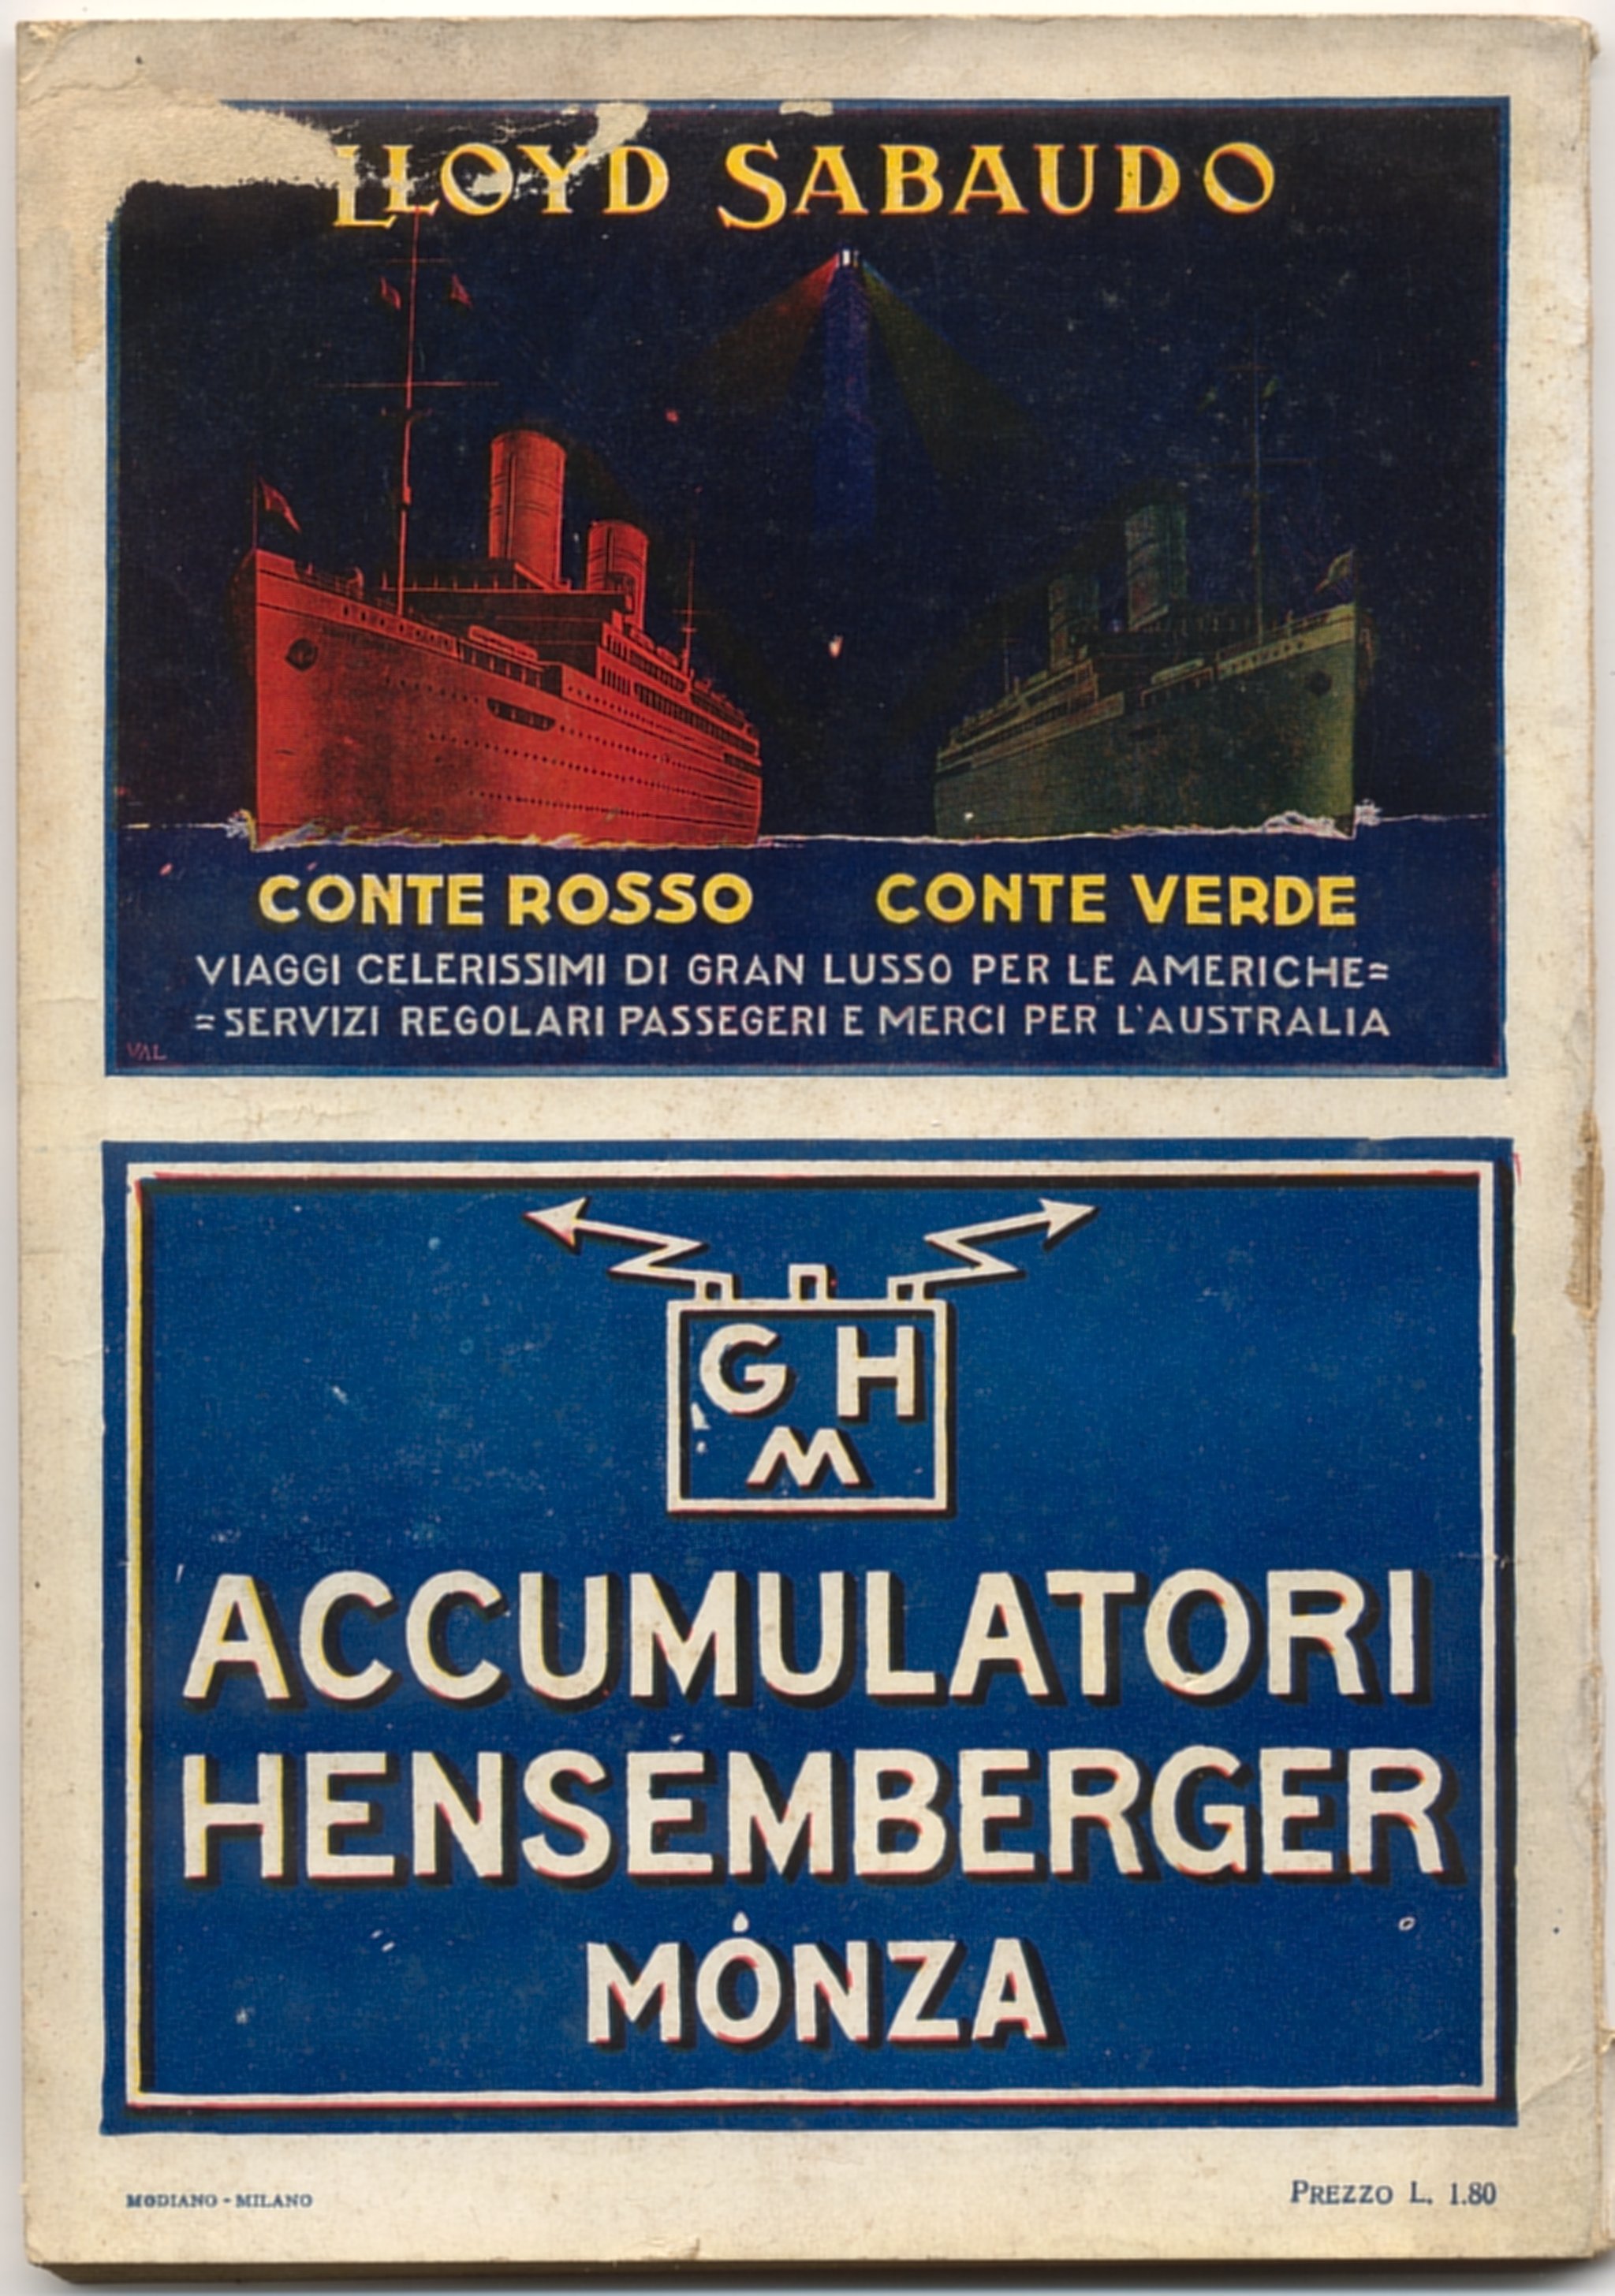 LLOYD SABAUDO
CONTE ROSSO CONTE VERDE
VIAGGI CELERISSIMI DI GRAN LUSSO PER LE AMERICHE=
=SERVIZI REGOLARI PASSEGERI E MERCI PER L'AUSTRALIA
VAL
G H
M
ACCUMULATORI
HENSEMBERGER
MONZA
MODIANO - MILANO
PREZZO L. 1.80